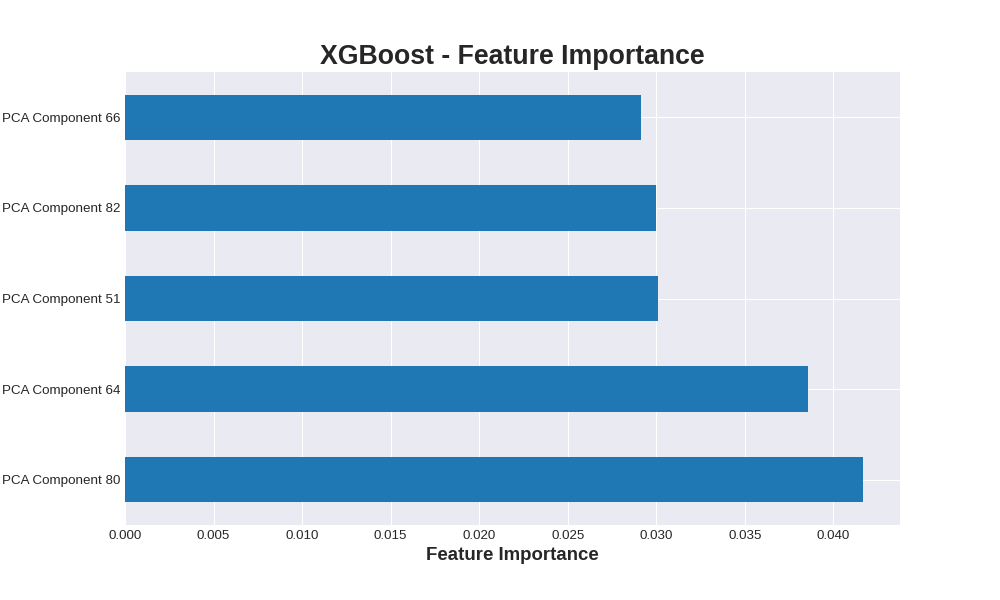 XGBoost - Feature Importance
PCA Component 66
PCA Component 82
PCA Component 51
PCA Component 64
PCA Component 80
0.000 0.005 0.010 0.015 0.020 0.025 0.030 0.035 0.040
Feature Importance